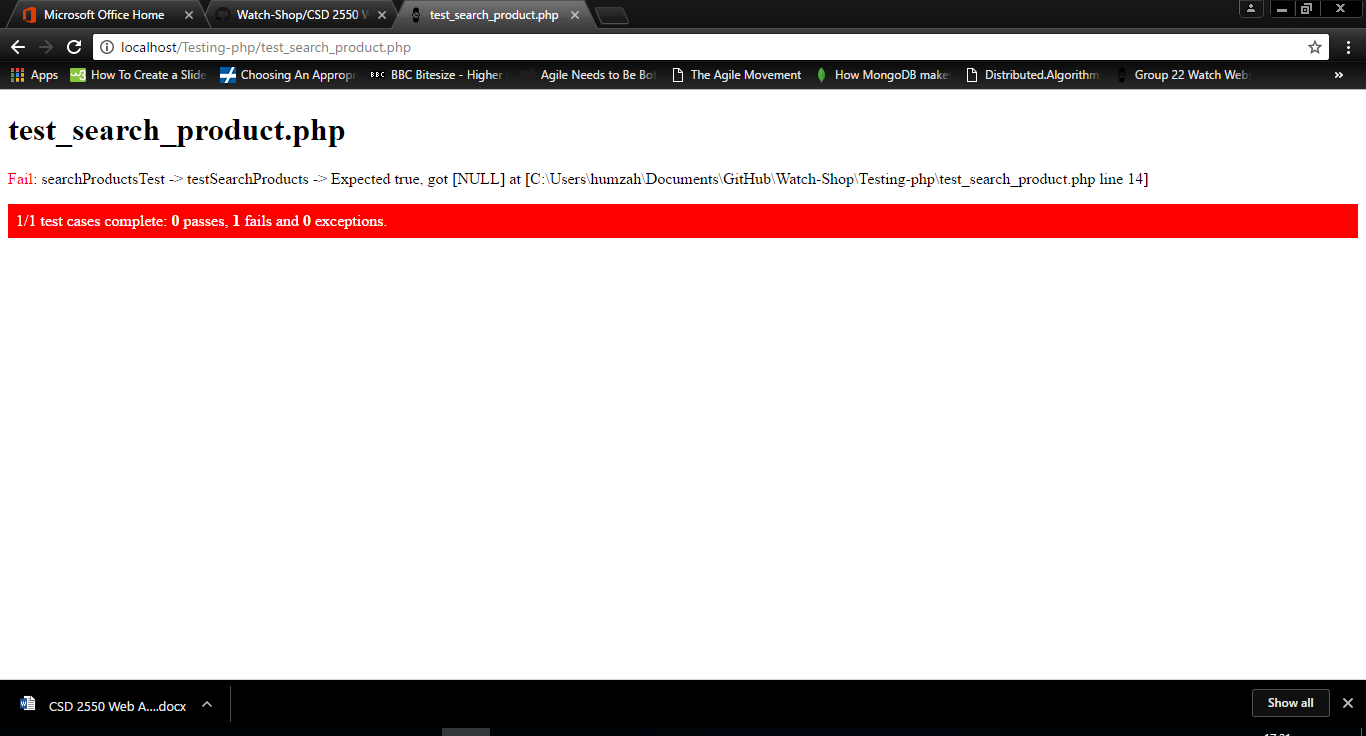 Microsoft Office Home
Watch-Shop/CSD 2550 W
test_search_product.php
localhost/Testing-php/test_search_product.php
Apps
How To Create a Slide
Choosing An Appropr
BBC BBC Bitesize - Higher
Agile Needs to Be Bot
The Agile Movement
How MongoDB make
Distributed.Algorithm
Group 22 Watch Web
»
test_search_product.php
Fail: searchProductsTest -> testSearchProducts -> Expected true, got [NULL] at [C:\Users\humzah\Documents\GitHub\Watch-Shop\Testing-php\test_search_product.php line 14]
1/1 test cases complete: 0 passes, 1 fails and 0 exceptions.
CSD 2550 Web A....docx
Show all